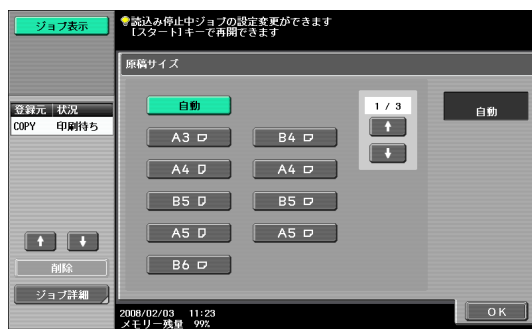 ジョブ表示
読込み停止中ジョブの設定変更ができます
[スタート]キーで再開できます
原稿サイズ
登録元 状況
COPY 印刷待ち
自動
1 / 3
自動
A3
B4
A4
A4
B5
B5
A5
A5
B6
削除
ジョブ詳細
2008/02/03 11:23
メモリー残量 99%
OK